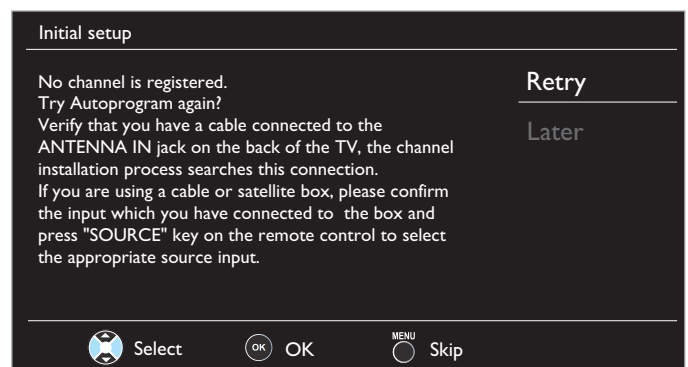 Initial setup
No channel is registered.
Try Autoprogram again?
Verify that you have a cable connected to the
ANTENNA IN jack on the back of the TV, the channel
installation process searches this connection.
If you are using a cable or satellite box, please confirm
the input which you have connected to the box and
press "SOURCE" key on the remote control to select
the appropriate source input.
Retry
Later
Select
OK OK
MENU Skip